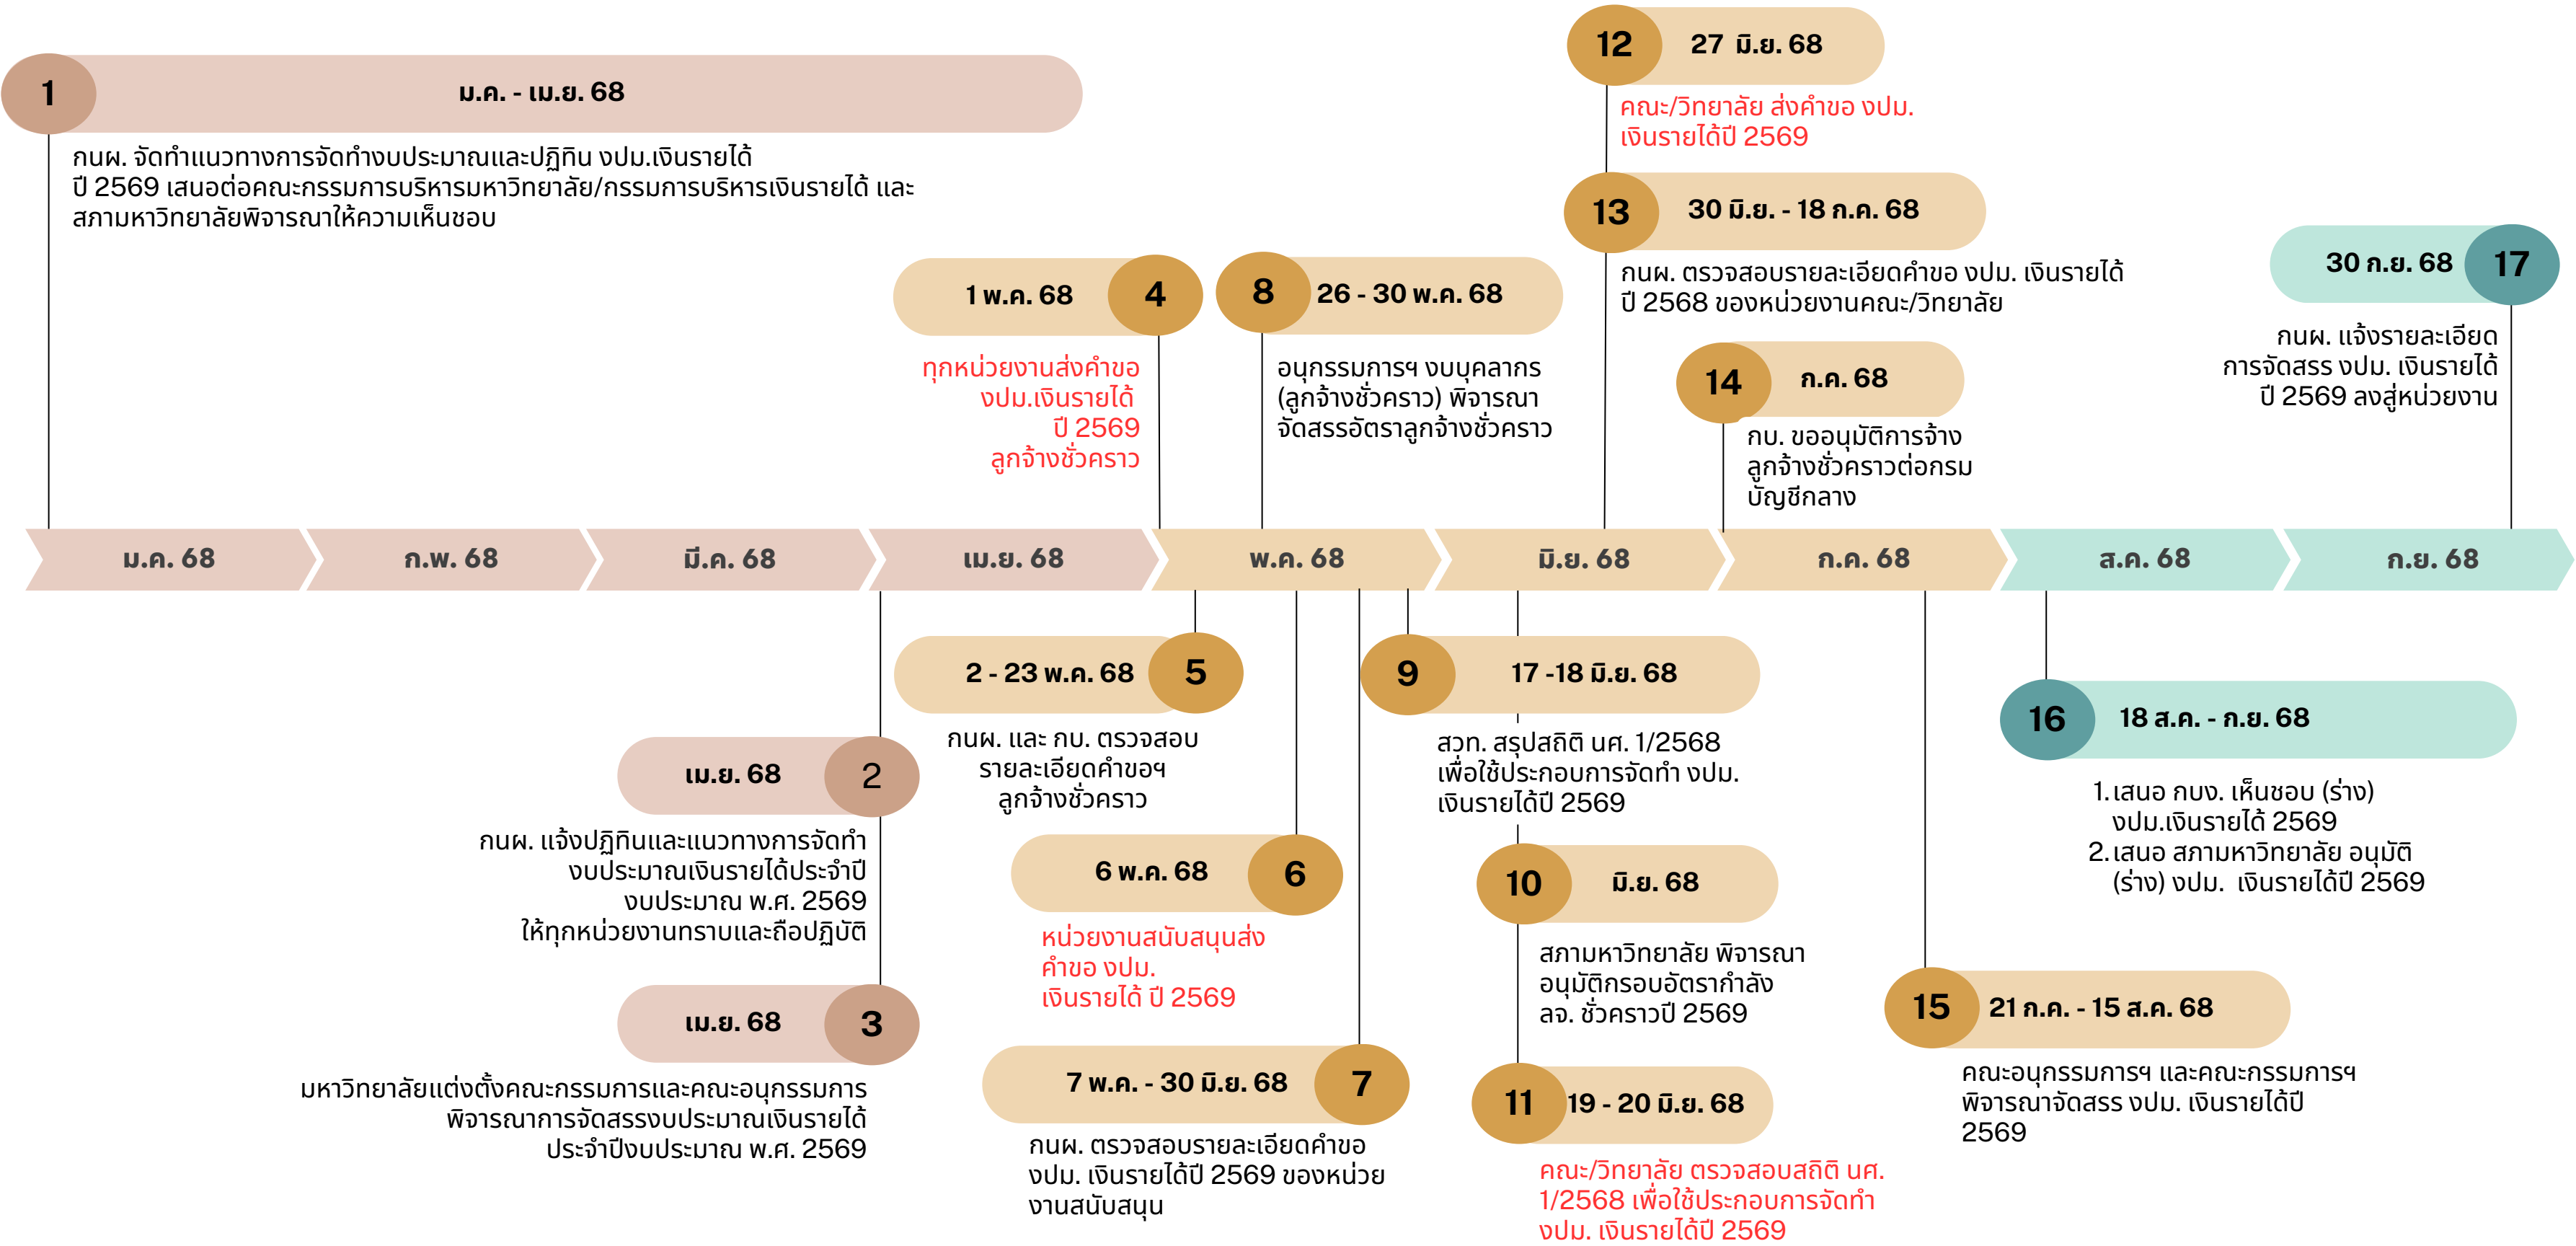 1
ม.ค. - เม.ย. 68
กนผ. จัดทำแนวทางการจัดทำงบประมาณและปฏิทิน งปม.เงินรายได้
ปี 2569 เสนอต่อคณะกรรมการบริหารมหาวิทยาลัย/กรรมการบริหารเงินรายได้ และ
สภามหาวิทยาลัยพิจารณาให้ความเห็นชอบ
1 พ.ค. 68
4
ทุกหน่วยงานส่งคำขอ
งปม.เงินรายได้
ปี 2569
ลูกจ้างชั่วคราว
8
26 - 30 พ.ค. 68
อนุกรรมการฯ งบบุคลากร
(ลูกจ้างชั่วคราว) พิจารณา
จัดสรรอัตราลูกจ้างชั่วคราว
12
27 มิ.ย. 68
คณะ/วิทยาลัย ส่งคำขอ งปม.
เงินรายได้ปี 2569
13
30 มิ.ย. - 18 ก.ค. 68
กนผ. ตรวจสอบรายละเอียดคำขอ งปม. เงินรายได้
ปี 2568 ของหน่วยงานคณะ/วิทยาลัย
14
ก.ค. 68
กบ. ขออนุมัติการจ้าง
ลูกจ้างชั่วคราวต่อกรม
บัญชีกลาง
30 ก.ย. 68
17
กนผ. แจ้งรายละเอียด
การจัดสรร งปม. เงินรายได้
ปี 2569 ลงสู่หน่วยงาน
ม.ค. 68
ก.พ. 68
มี.ค. 68
เม.ย. 68
พ.ค. 68
มิ.ย. 68
ก.ค. 68
ส.ค. 68
ก.ย. 68
เม.ย. 68
2
กนผ. แจ้งปฏิทินและแนวทางการจัดทำ
งบประมาณเงินรายได้ประจำปี
งบประมาณ พ.ศ. 2569
ให้ทุกหน่วยงานทราบและถือปฏิบัติ
เม.ย. 68
3
มหาวิทยาลัยแต่งตั้งคณะกรรมการและคณะอนุกรรมการ
พิจารณาการจัดสรรงบประมาณเงินรายได้
ประจำปีงบประมาณ พ.ศ. 2569
2 - 23 พ.ค. 68
5
กนผ. และ กบ. ตรวจสอบ
รายละเอียดคำขอฯ
ลูกจ้างชั่วคราว
6 พ.ค. 68
6
หน่วยงานสนับสนุนส่ง
คำขอ งปม.
เงินรายได้ ปี 2569
7 พ.ค. - 30 มิ.ย. 68
7
กนผ. ตรวจสอบรายละเอียดคำขอ
งปม. เงินรายได้ปี 2569 ของหน่วย
งานสนับสนุน
9
17 -18 มิ.ย. 68
สวท. สรุปสถิติ นศ. 1/2568
เพื่อใช้ประกอบการจัดทำ งปม.
เงินรายได้ปี 2569
10
มิ.ย. 68
สภามหาวิทยาลัย พิจารณา
อนุมัติกรอบอัตรากำลัง
ลจ. ชั่วคราวปี 2569
11
19 - 20 มิ.ย. 68
คณะ/วิทยาลัย ตรวจสอบสถิติ นศ.
1/2568 เพื่อใช้ประกอบการจัดทำ
งปม. เงินรายได้ปี 2569
15
21 ก.ค. - 15 ส.ค. 68
คณะอนุกรรมการฯ และคณะกรรมการฯ
พิจารณาจัดสรร งปม. เงินรายได้ปี
2569
16
18 ส.ค. - ก.ย. 68
1. เสนอ กบง. เห็นชอบ (ร่าง)
งปม.เงินรายได้ 2569
2. เสนอ สภามหาวิทยาลัย อนุมัติ
(ร่าง) งปม. เงินรายได้ปี 2569